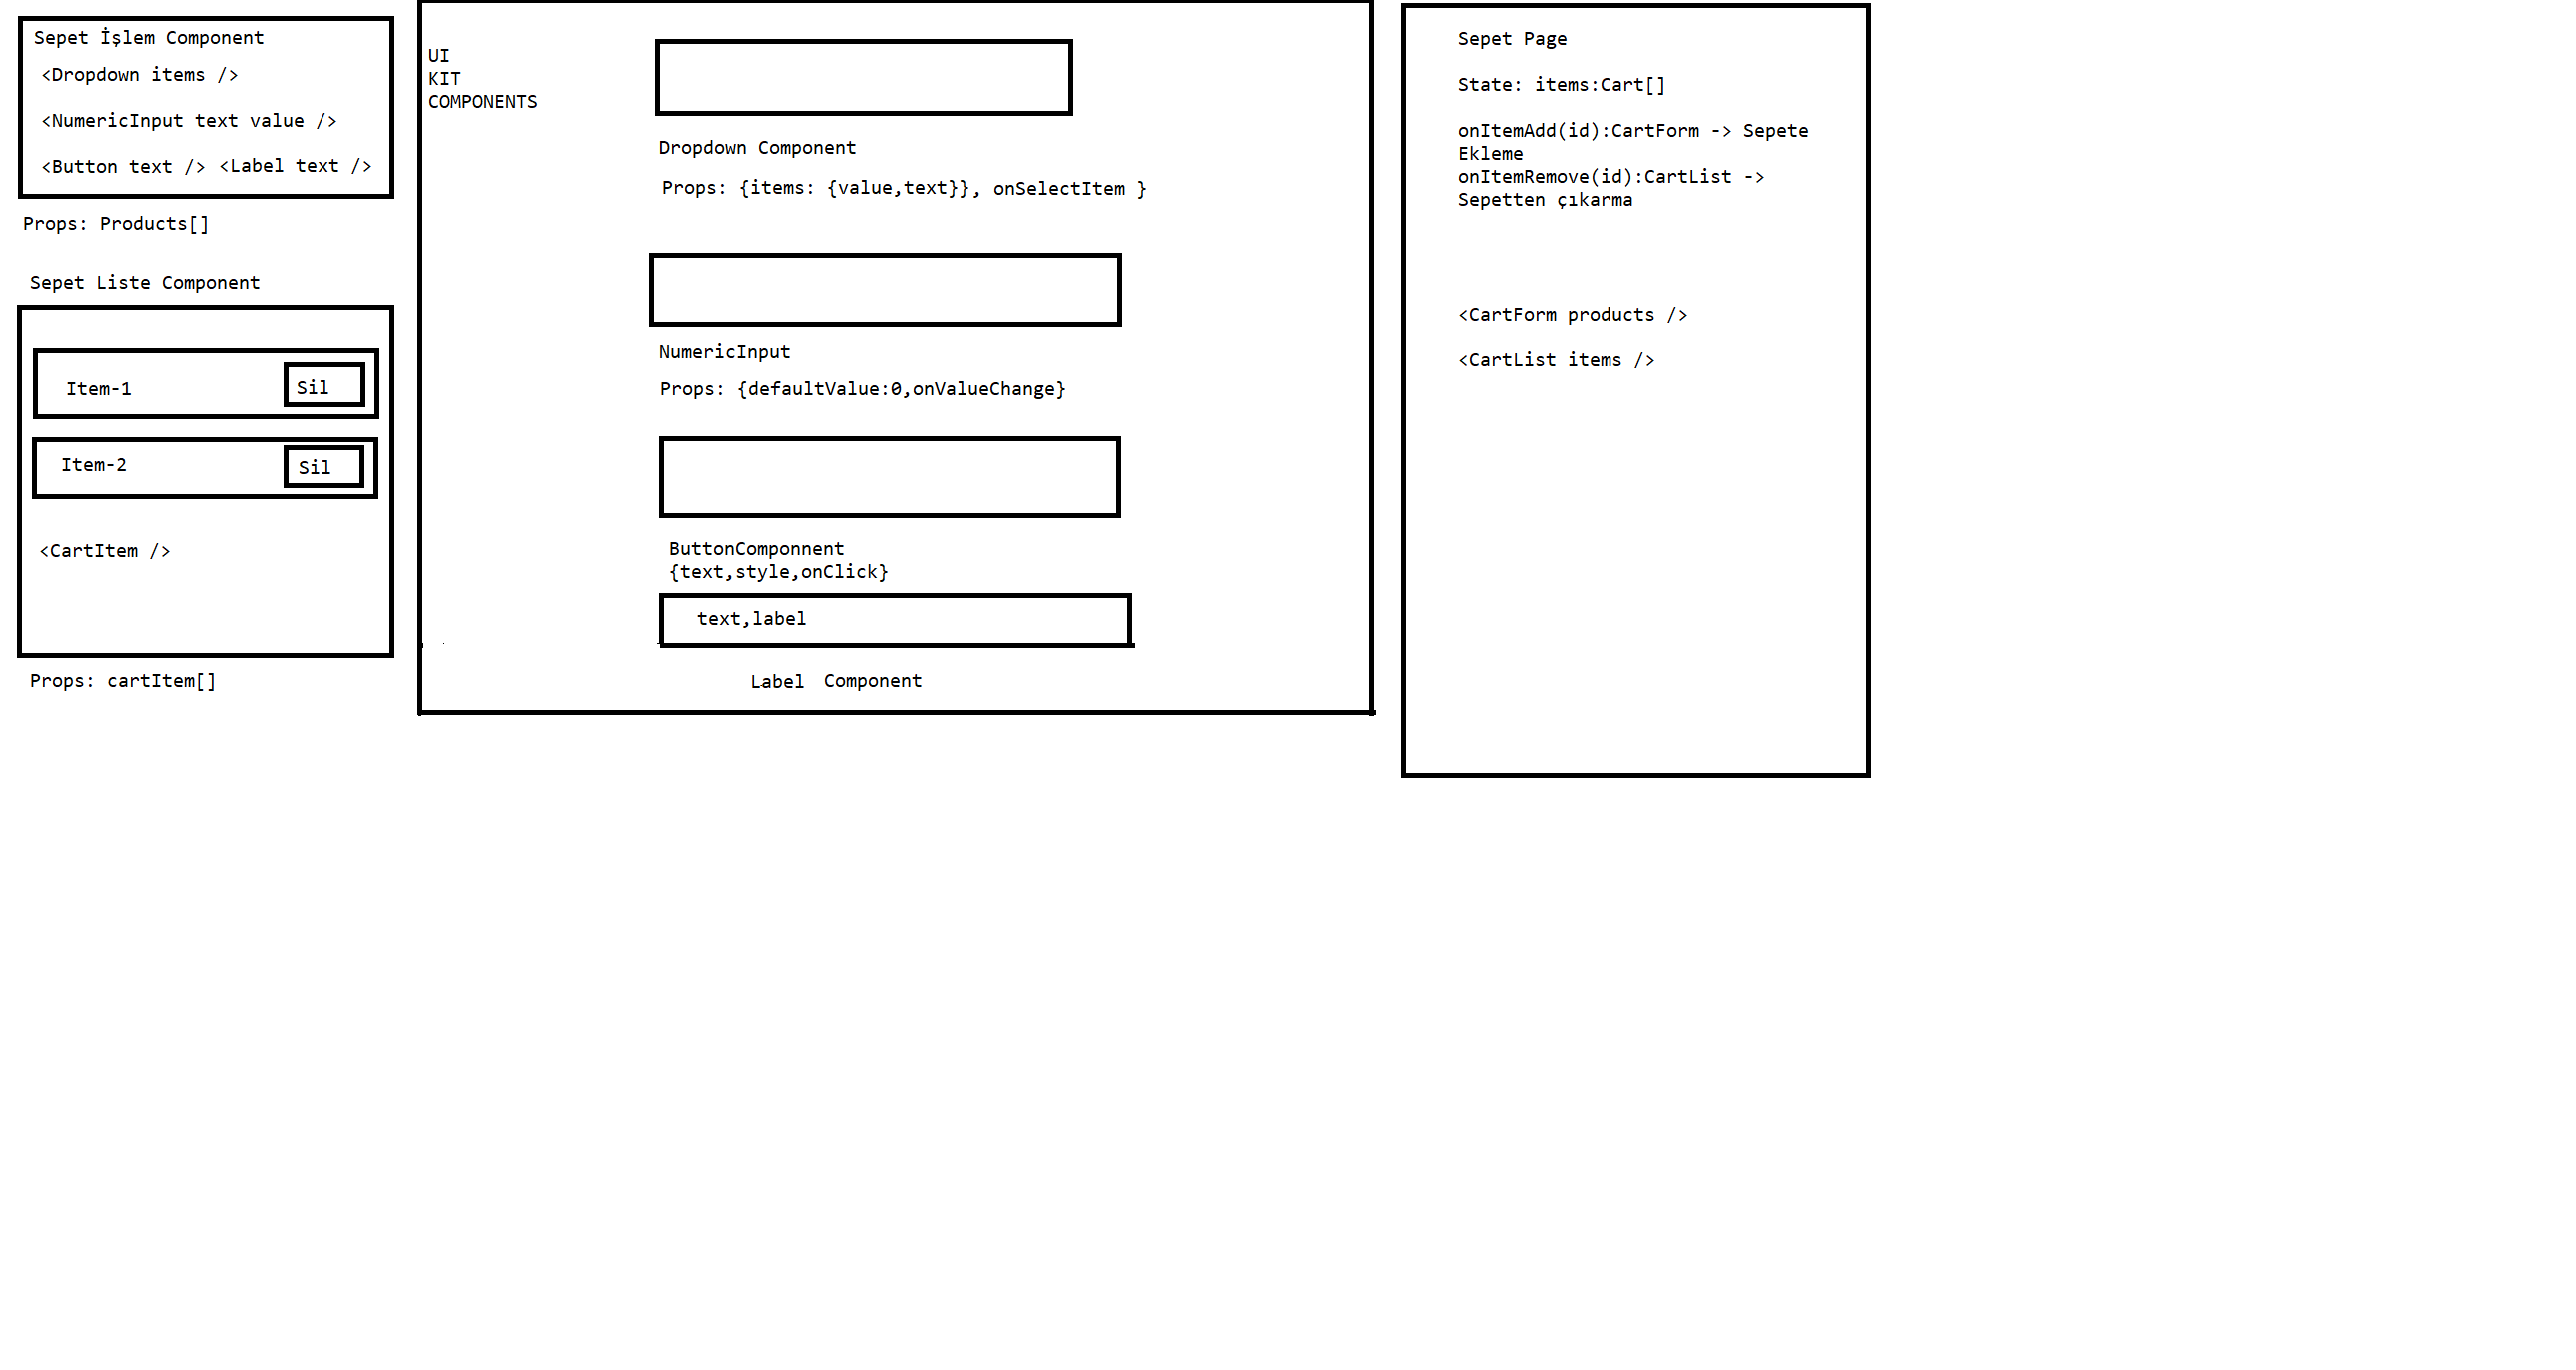 Sepet İşlem Component
<Dropdown items />
<NumericInput text value />
<Button text /> <Label text />
Props: Products[]
Sepet Liste Component
Item-1
Sil
Item-2
Sil
<CartItem />
Props: cartItem[]
UI
KIT
COMPONENTS
Dropdown Component
Props: {items: {value,text}}, onSelectItem }
NumericInput
Props: {defaultValue:0,onValueChange}
ButtonComponnent
{text,style,onClick}
text,label
Label Component
Sepet Page
State: items:Cart[]
onItemAdd(id):CartForm -> Sepete
Ekleme
onItemRemove(id):CartList ->
Sepetten çıkarma
<CartForm products />
<CartList items />